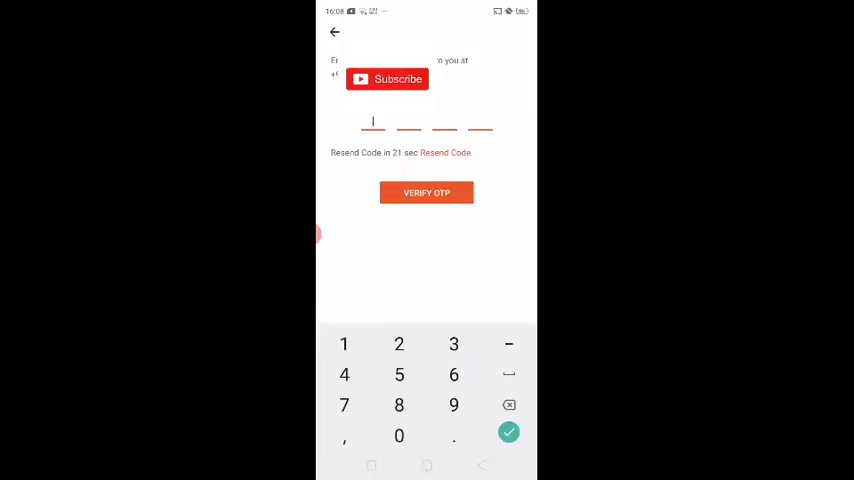 16:08
to you at
Subscribe
Resend Code in 21 sec Resend Code
VERIFY OTP
1 2 3 -
4 5 6
7 8 9
, 0 .